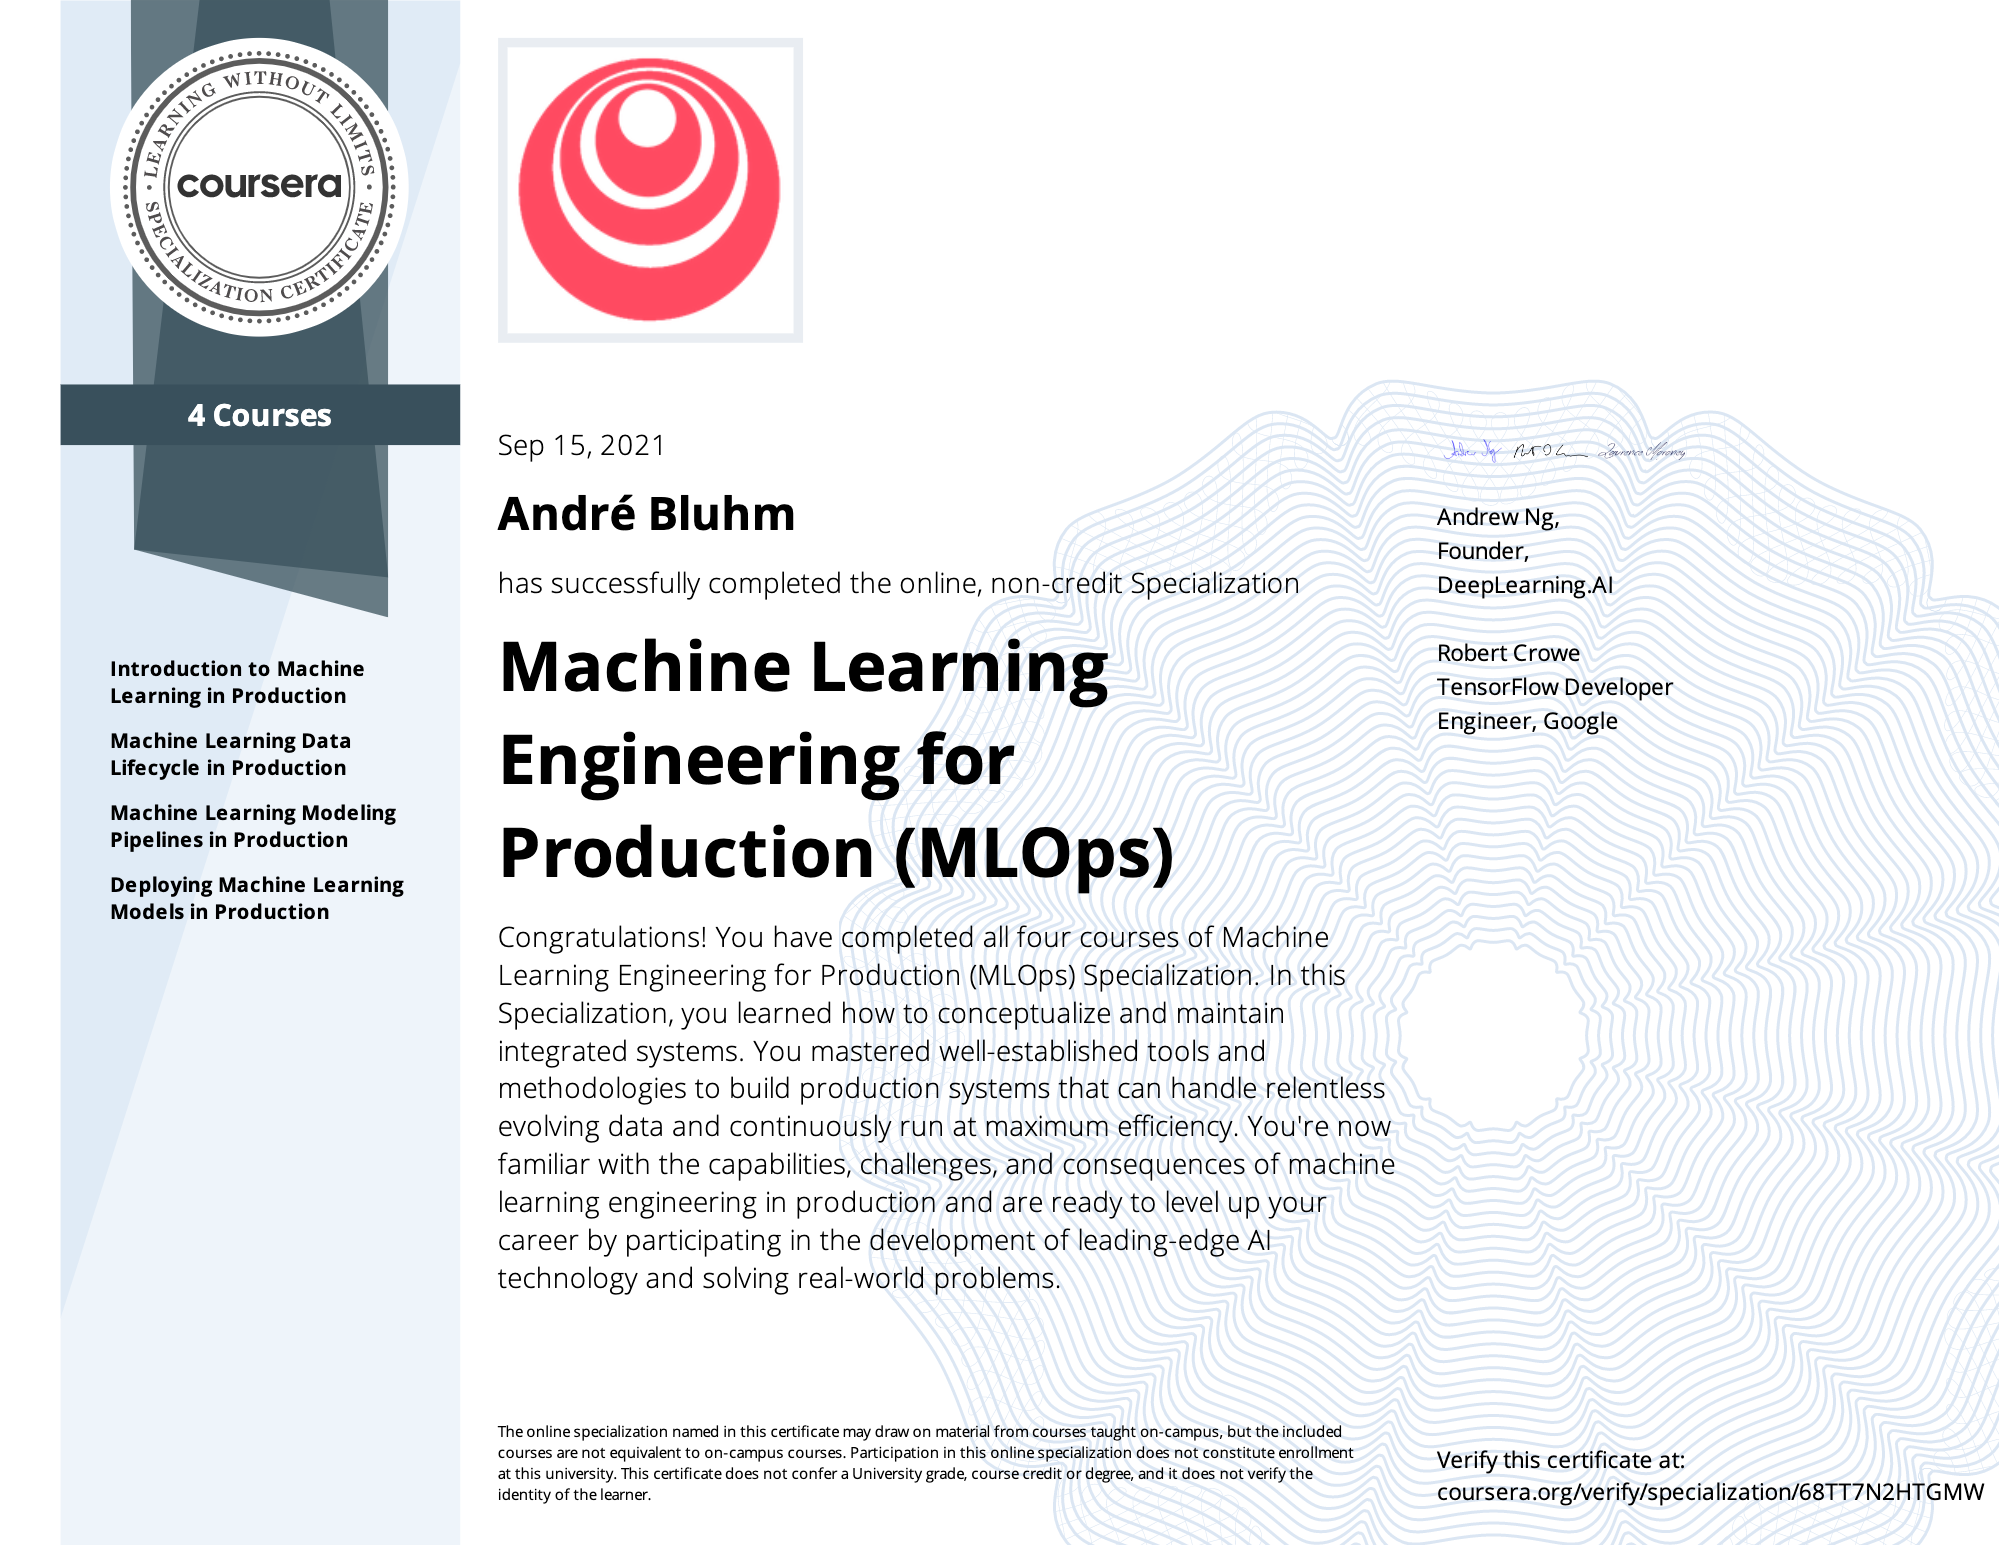 LEARNING WITHOUT LIMITS
coursera
SPECIALIZATION CERTIFICATE
4 Courses
Introduction to Machine
Learning in Production
Machine Learning Data
Lifecycle in Production
Machine Learning Modeling
Pipelines in Production
Deploying Machine Learning
Models in Production
Sep 15, 2021
André Bluhm
has successfully completed the online, non-credit Specialization
Machine Learning
Engineering for
Production (MLOps)
Congratulations! You have completed all four courses of Machine
Learning Engineering for Production (MLOps) Specialization. In this
Specialization, you learned how to conceptualize and maintain
integrated systems. You mastered well-established tools and
methodologies to build production systems that can handle relentless
evolving data and continuously run at maximum efficiency. You're now
familiar with the capabilities, challenges, and consequences of machine
learning engineering in production and are ready to level up your
career by participating in the development of leading-edge AI
technology and solving real-world problems.
The online specialization named in this certificate may draw on material from courses taught on-campus, but the included
courses are not equivalent to on-campus courses. Participation in this online specialization does not constitute enrollment
at this university. This certificate does not confer a University grade, course credit or degree, and it does not verify the
identity of the learner.
Andrew Ng,
Founder,
DeepLearning.AI
Robert Crowe
TensorFlow Developer
Engineer, Google
Verify this certificate at:
coursera.org/verify/specialization/68TT7N2HTGMW